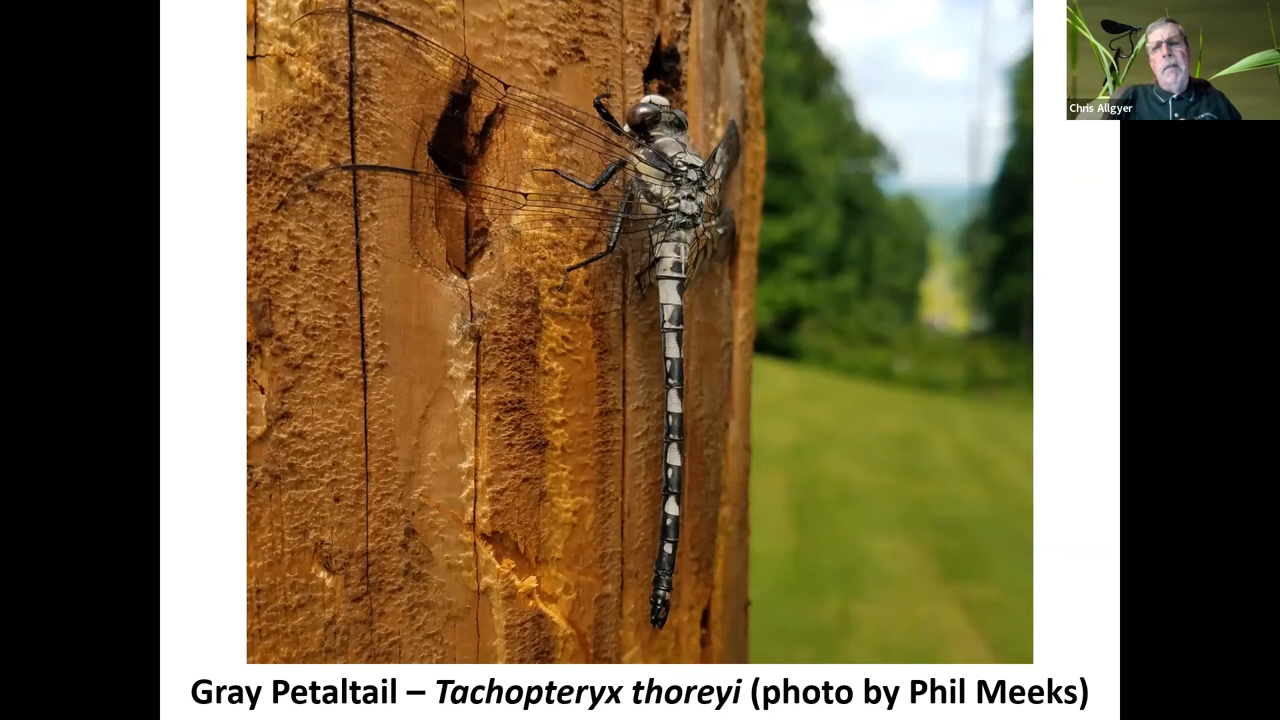 Chris Allgyer
Gray Petaltail – Tachopteryx thoreyi (photo by Phil Meeks)